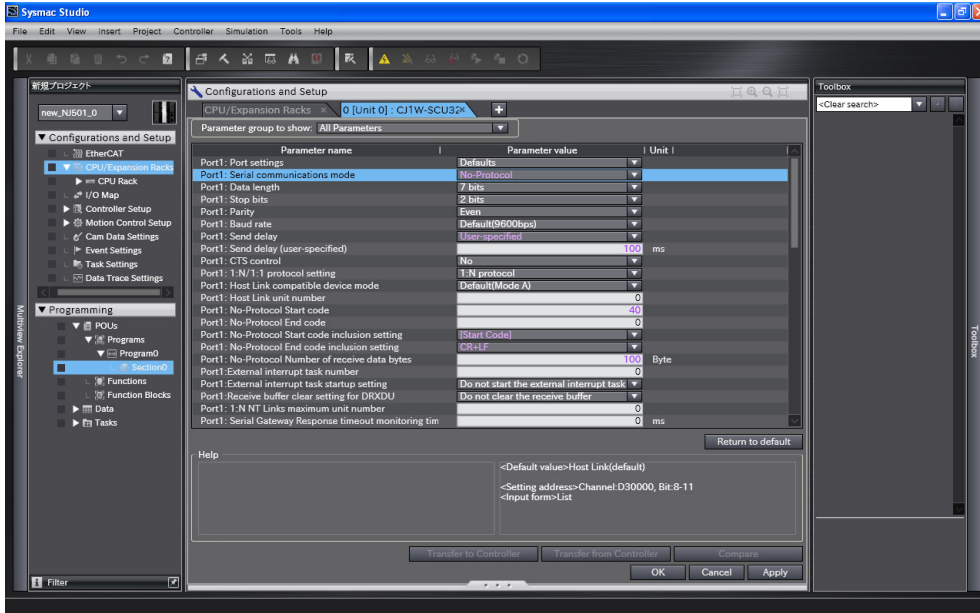 Sysmac Studio
File Edit View Insert Project Controller Simulation Tools Help
新規プロジェクト
new_NJ501_0
Configurations and Setup
EtherCAT
CPU/Expansion Racks
CPU Rack
I/O Map
Controller Setup
Motion Control Setup
Cam Data Settings
Event Settings
Task Settings
Data Trace Settings
Programming
POUs
Programs
Program0
Section0
Functions
Function Blocks
Data
Tasks
Filter
Multiview Explorer
Configurations and Setup
CPU/Expansion Racks 0 [Unit 0] : CJ1W-SCU32
Parameter group to show: All Parameters
Parameter name Parameter value Unit
Port1: Port settings Defaults
Port1: Serial communications mode No-Protocol
Port1: Data length 7 bits
Port1: Stop bits 2 bits
Port1: Parity Even
Port1: Baud rate Default(9600bps)
Port1: Send delay User-specified
Port1: Send delay (user-specified) 100 ms
Port1: CTS control No
Port1: 1:N/1:1 protocol setting 1:N protocol
Port1: Host Link compatible device mode Default(Mode A)
Port1: Host Link unit number 0
Port1: No-Protocol Start code 40
Port1: No-Protocol End code 0
Port1: No-Protocol Start code inclusion setting [Start Code]
Port1: No-Protocol End code inclusion setting CR+LF
Port1: No-Protocol Number of receive data bytes 100 Byte
Port1:External interrupt task number 0
Port1:External interrupt task startup setting Do not start the external interrupt task
Port1:Receive buffer clear setting for DRXDU Do not clear the receive buffer
Port1: 1:N NT Links maximum unit number 0
Port1: Serial Gateway Response timeout monitoring tim 0 ms
Return to default
Help
<Default value>Host Link(default)
<Setting address>Channel:D30000, Bit:8-11
<Input form>List
Transfer to Controller Transfer from Controller Compare
OK Cancel Apply
Toolbox
<Clear search>
Toolbox